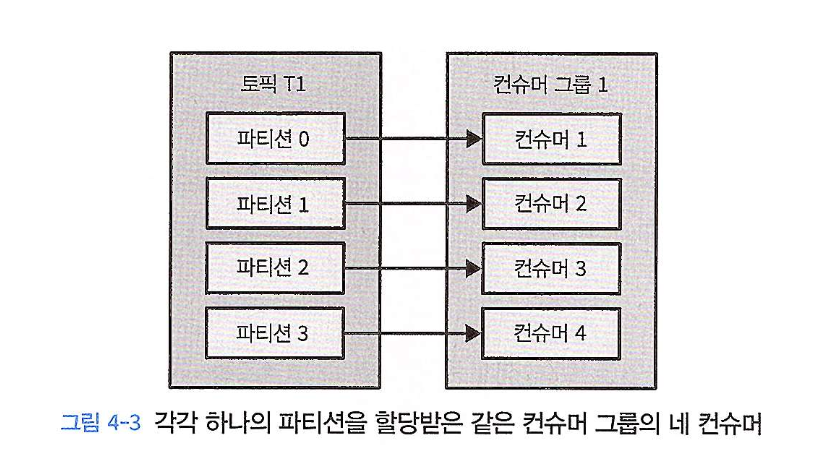 토픽 T1
파티션 0
파티션 1
파티션 2
파티션 3
컨슈머 그룹 1
컨슈머 1
컨슈머 2
컨슈머 3
컨슈머 4
그림 4-3 각각 하나의 파티션을 할당받은 같은 컨슈머 그룹의 네 컨슈머